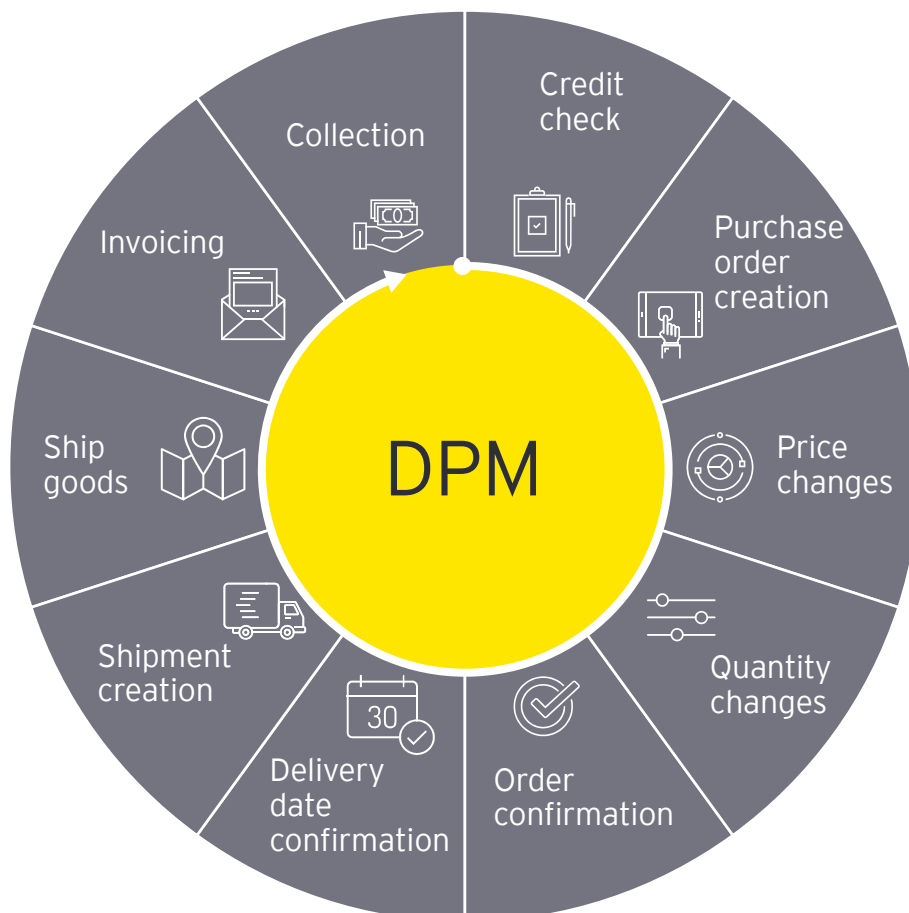 Credit
check
Purchase
order
creation
Price
changes
Quantity
changes
Order
confirmation
Delivery
date
confirmation
30
Shipment
creation
Ship
goods
Invoicing
Collection
DPM